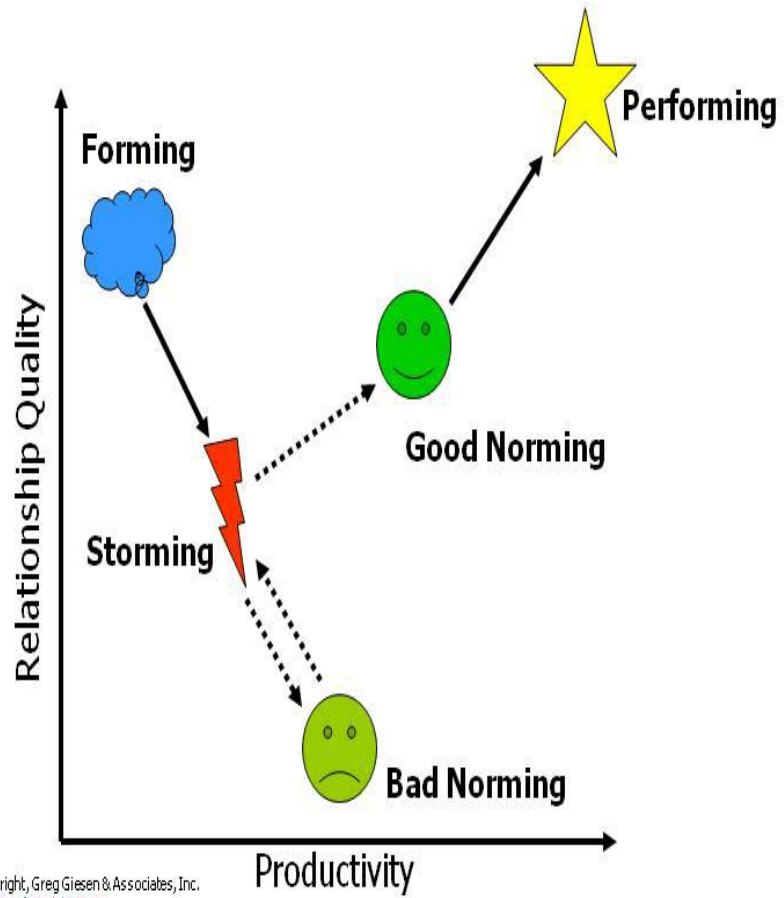 Performing
Forming
Good Norming
Storming
Bad Norming
Relationship Quality
Productivity
right, Greg Giesen & Associates, Inc.